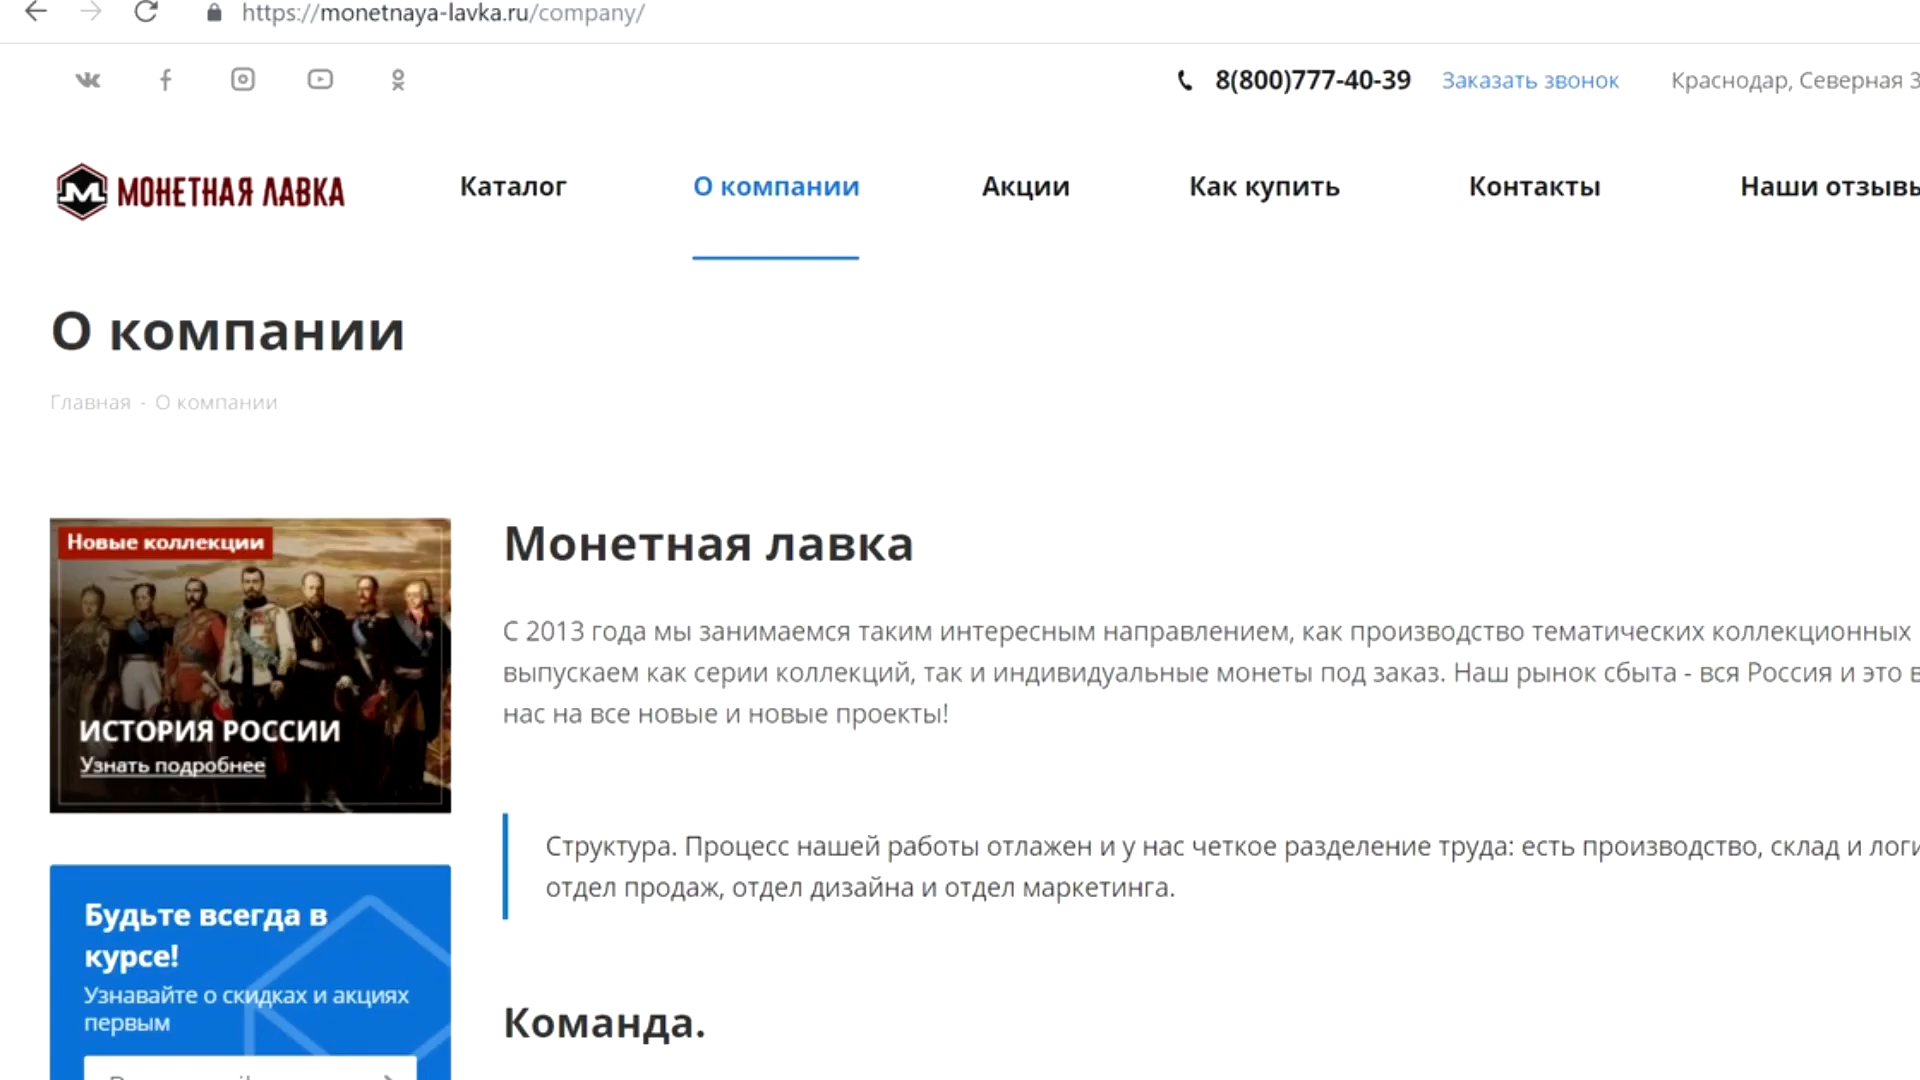 https://monetnaya-lavka.ru/company/
8(800)777-40-39 Заказать звонок Краснодар, Северная
МОНЕТНАЯ ЛАВКА
Каталог О компании Акции Как купить Контакты Наши
О компании
Главная - О компании
Новые коллекции
ИСТОРИЯ РОССИИ
Узнать подробнее
Монетная лавка
С 2013 года мы занимаемся таким интересным направлением, как производство тематических коллекционных
выпускаем как серии коллекций, так и индивидуальные монеты под заказ. Наш рынок сбыта - вся Россия и это
нас на все новые и новые проекты!
Структура. Процесс нашей работы отлажен и у нас четкое разделение труда: есть производство, склад и
отдел продаж, отдел дизайна и отдел маркетинга.
Будьте всегда в
курсе!
Узнавайте о скидках и акциях
первым
Команда.